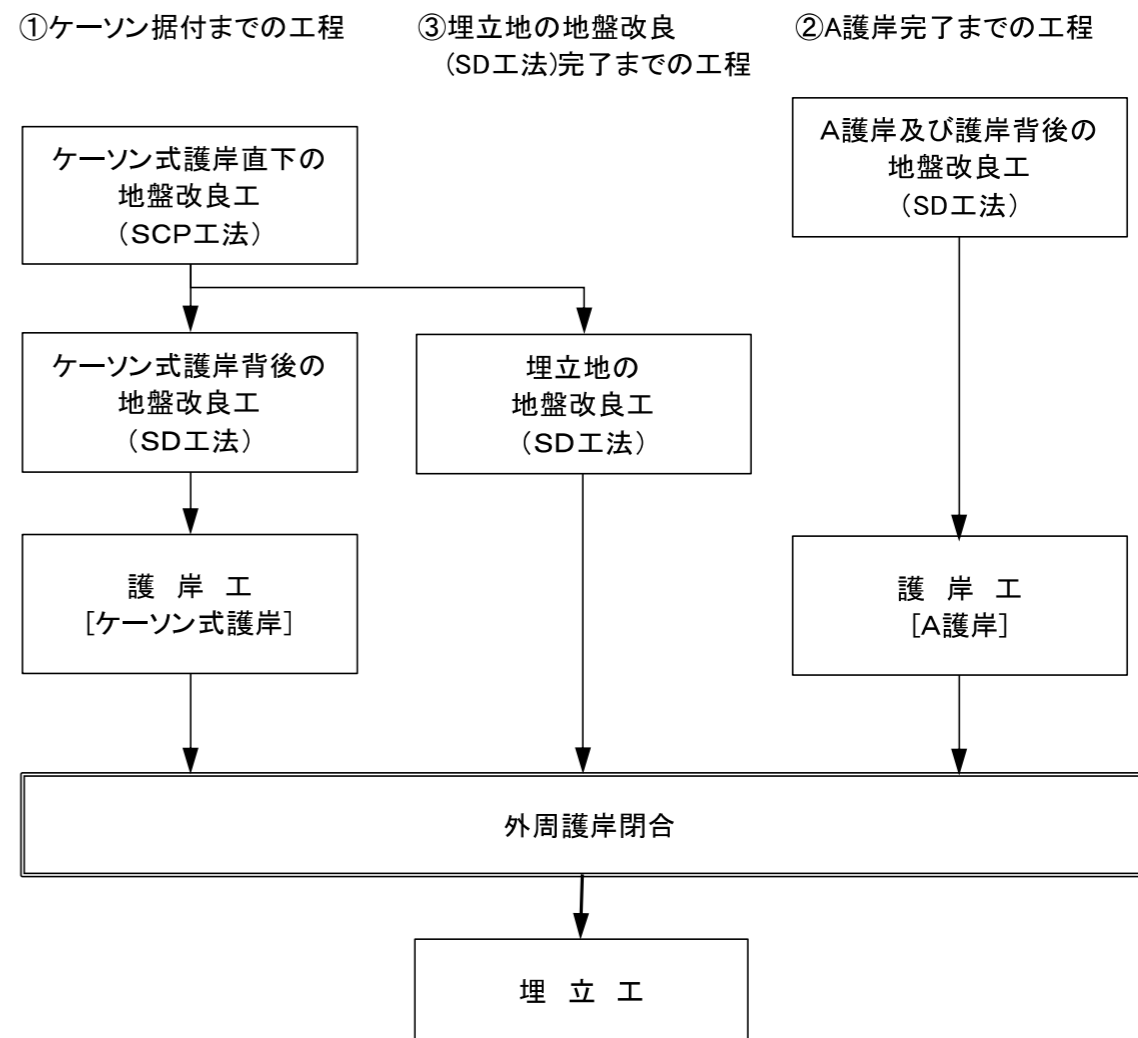 ①ケーソン据付までの工程
③埋立地の地盤改良
(SD工法)完了までの工程
②A護岸完了までの工程
ケーソン式護岸直下の
地盤改良工
（SCP工法）
A護岸及び護岸背後の
地盤改良工
（SD工法）
ケーソン式護岸背後の
地盤改良工
（SD工法）
埋立地の
地盤改良工
（SD工法）
護 岸 工
[ケーソン式護岸]
護 岸 工
[A護岸]
外周護岸閉合
埋 立 工